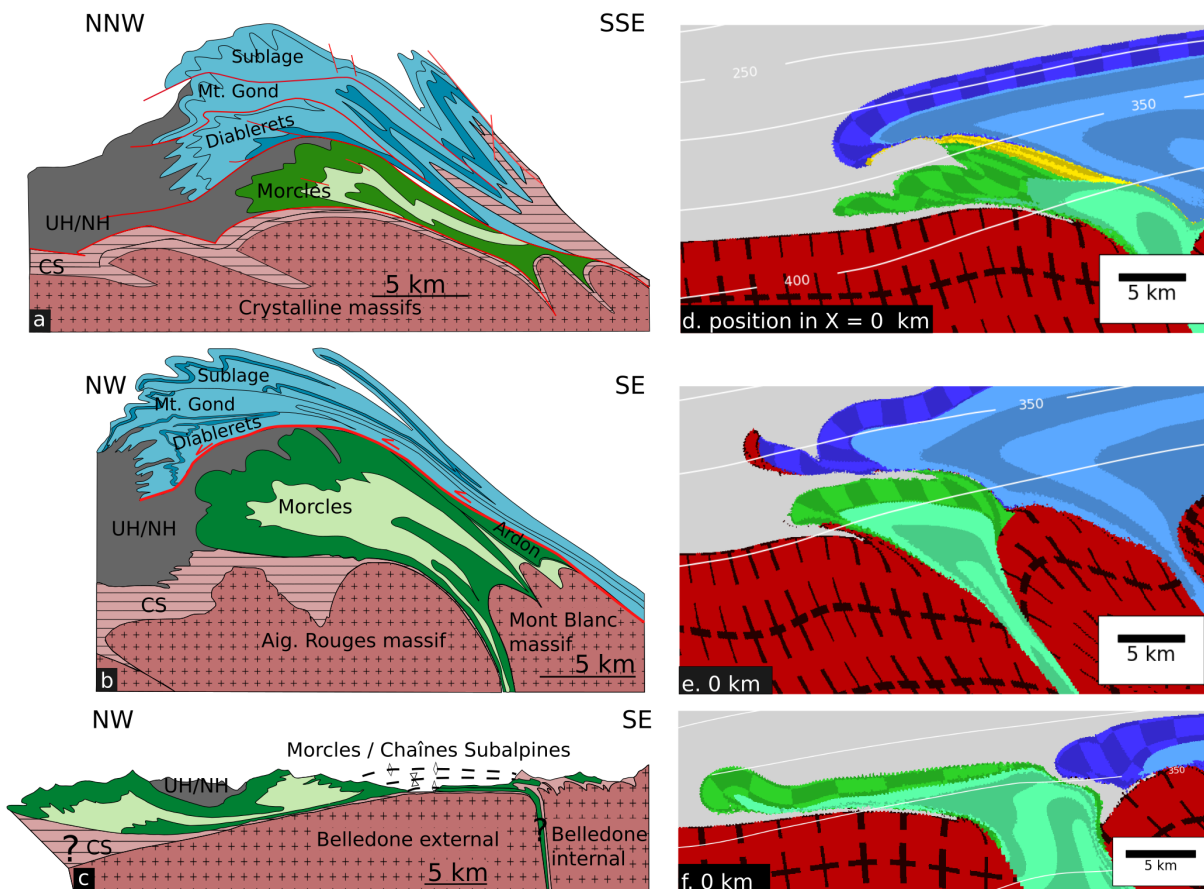 NNW
SSE
Sublage
Mt. Gond
Diablerets
Morcles
UH/NH
CS
5 km
Crystalline massifs
a
250
350
400
5 km
d. position in X = 0 km
NW
SE
Sublage
Mt. Gond
Diablerets
Morcles
UH/NH
Ardon
CS
Mont Blanc
massif
Aig. Rouges massif
5 km
b
350
5 km
e. 0 km
NW
SE
Morcles / Chaînes Subalpines
UH/NH
?
? CS
Belledone external
Belledone
internal
5 km
c
350
5 km
f. 0 km